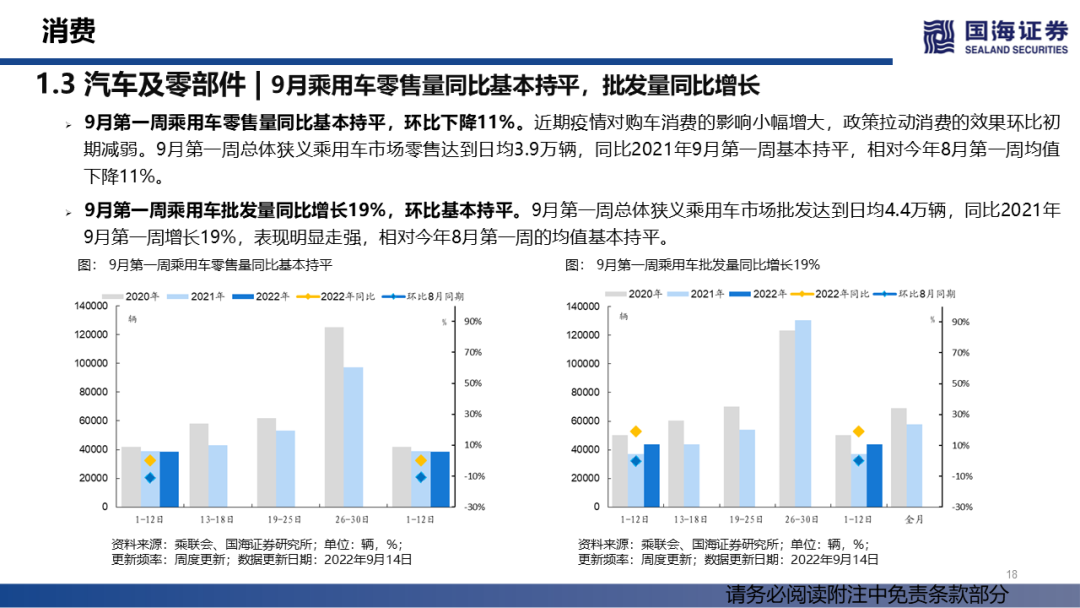 消费
国海证券
SEALAND SECURITIES
1.3 汽车及零部件 | 9月乘用车零售量同比基本持平，批发量同比增长
➢ 9月第一周乘用车零售量同比基本持平，环比下降11%。近期疫情对购车消费的影响小幅增大，政策拉动消费的效果环比初
期减弱。9月第一周总体狭义乘用车市场零售达到日均3.9万辆，同比2021年9月第一周基本持平，相对今年8月第一周均值
下降11%。
➢ 9月第一周乘用车批发量同比增长19%，环比基本持平。9月第一周总体狭义乘用车市场批发达到日均4.4万辆，同比2021年
9月第一周增长19%，表现明显走强，相对今年8月第一周的均值基本持平。
图： 9月第一周乘用车零售量同比基本持平
2020年 2021年 2022年 2022年同比 环比8月同期
辆 %
140000
120000
100000
80000
60000
40000
20000
0
90%
70%
50%
30%
10%
-10%
-30%
1-12日 13-18日 19-25日 26-30日 1-12日
资料来源：乘联会、国海证券研究所；单位：辆，%；
更新频率：周度更新；数据更新日期：2022年9月14日
图： 9月第一周乘用车批发量同比增长19%
2020年 2021年 2022年 2022年同比 环比8月同期
辆 %
140000
120000
100000
80000
60000
40000
20000
0
90%
70%
50%
30%
10%
-10%
-30%
1-12日 13-18日 19-25日 26-30日 1-12日 全月
资料来源：乘联会、国海证券研究所；单位：辆，%；
更新频率：周度更新；数据更新日期：2022年9月14日
18
请务必阅读附注中免责条款部分